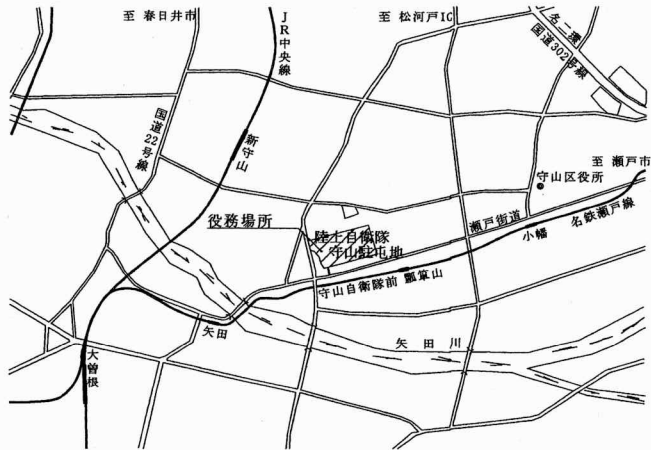 至 春日井市
JR中央線
至 松河戸IC
名二環
国道302号線
国道22号線
新守山
至 瀬戸市
守山区役所
役務場所
瀬戸街道
名鉄瀬戸線
小幡
陸上自衛隊
守山駐屯地
守山自衛隊前
瓢箪山
矢田
矢田川
大曽根